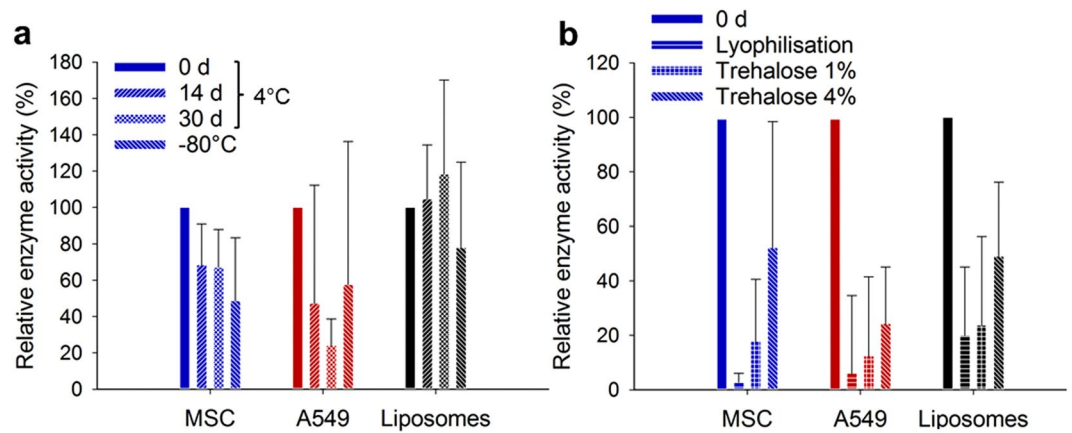 a
Relative enzyme activity (%)
180
160
140
120
100
80
60
40
20
0
0 d
14 d
30 d
4°C
-80°C
MSC
A549
Liposomes
b
Relative enzyme activity (%)
120
100
80
60
40
20
0
0 d
Lyophilisation
Trehalose 1%
Trehalose 4%
MSC
A549
Liposomes